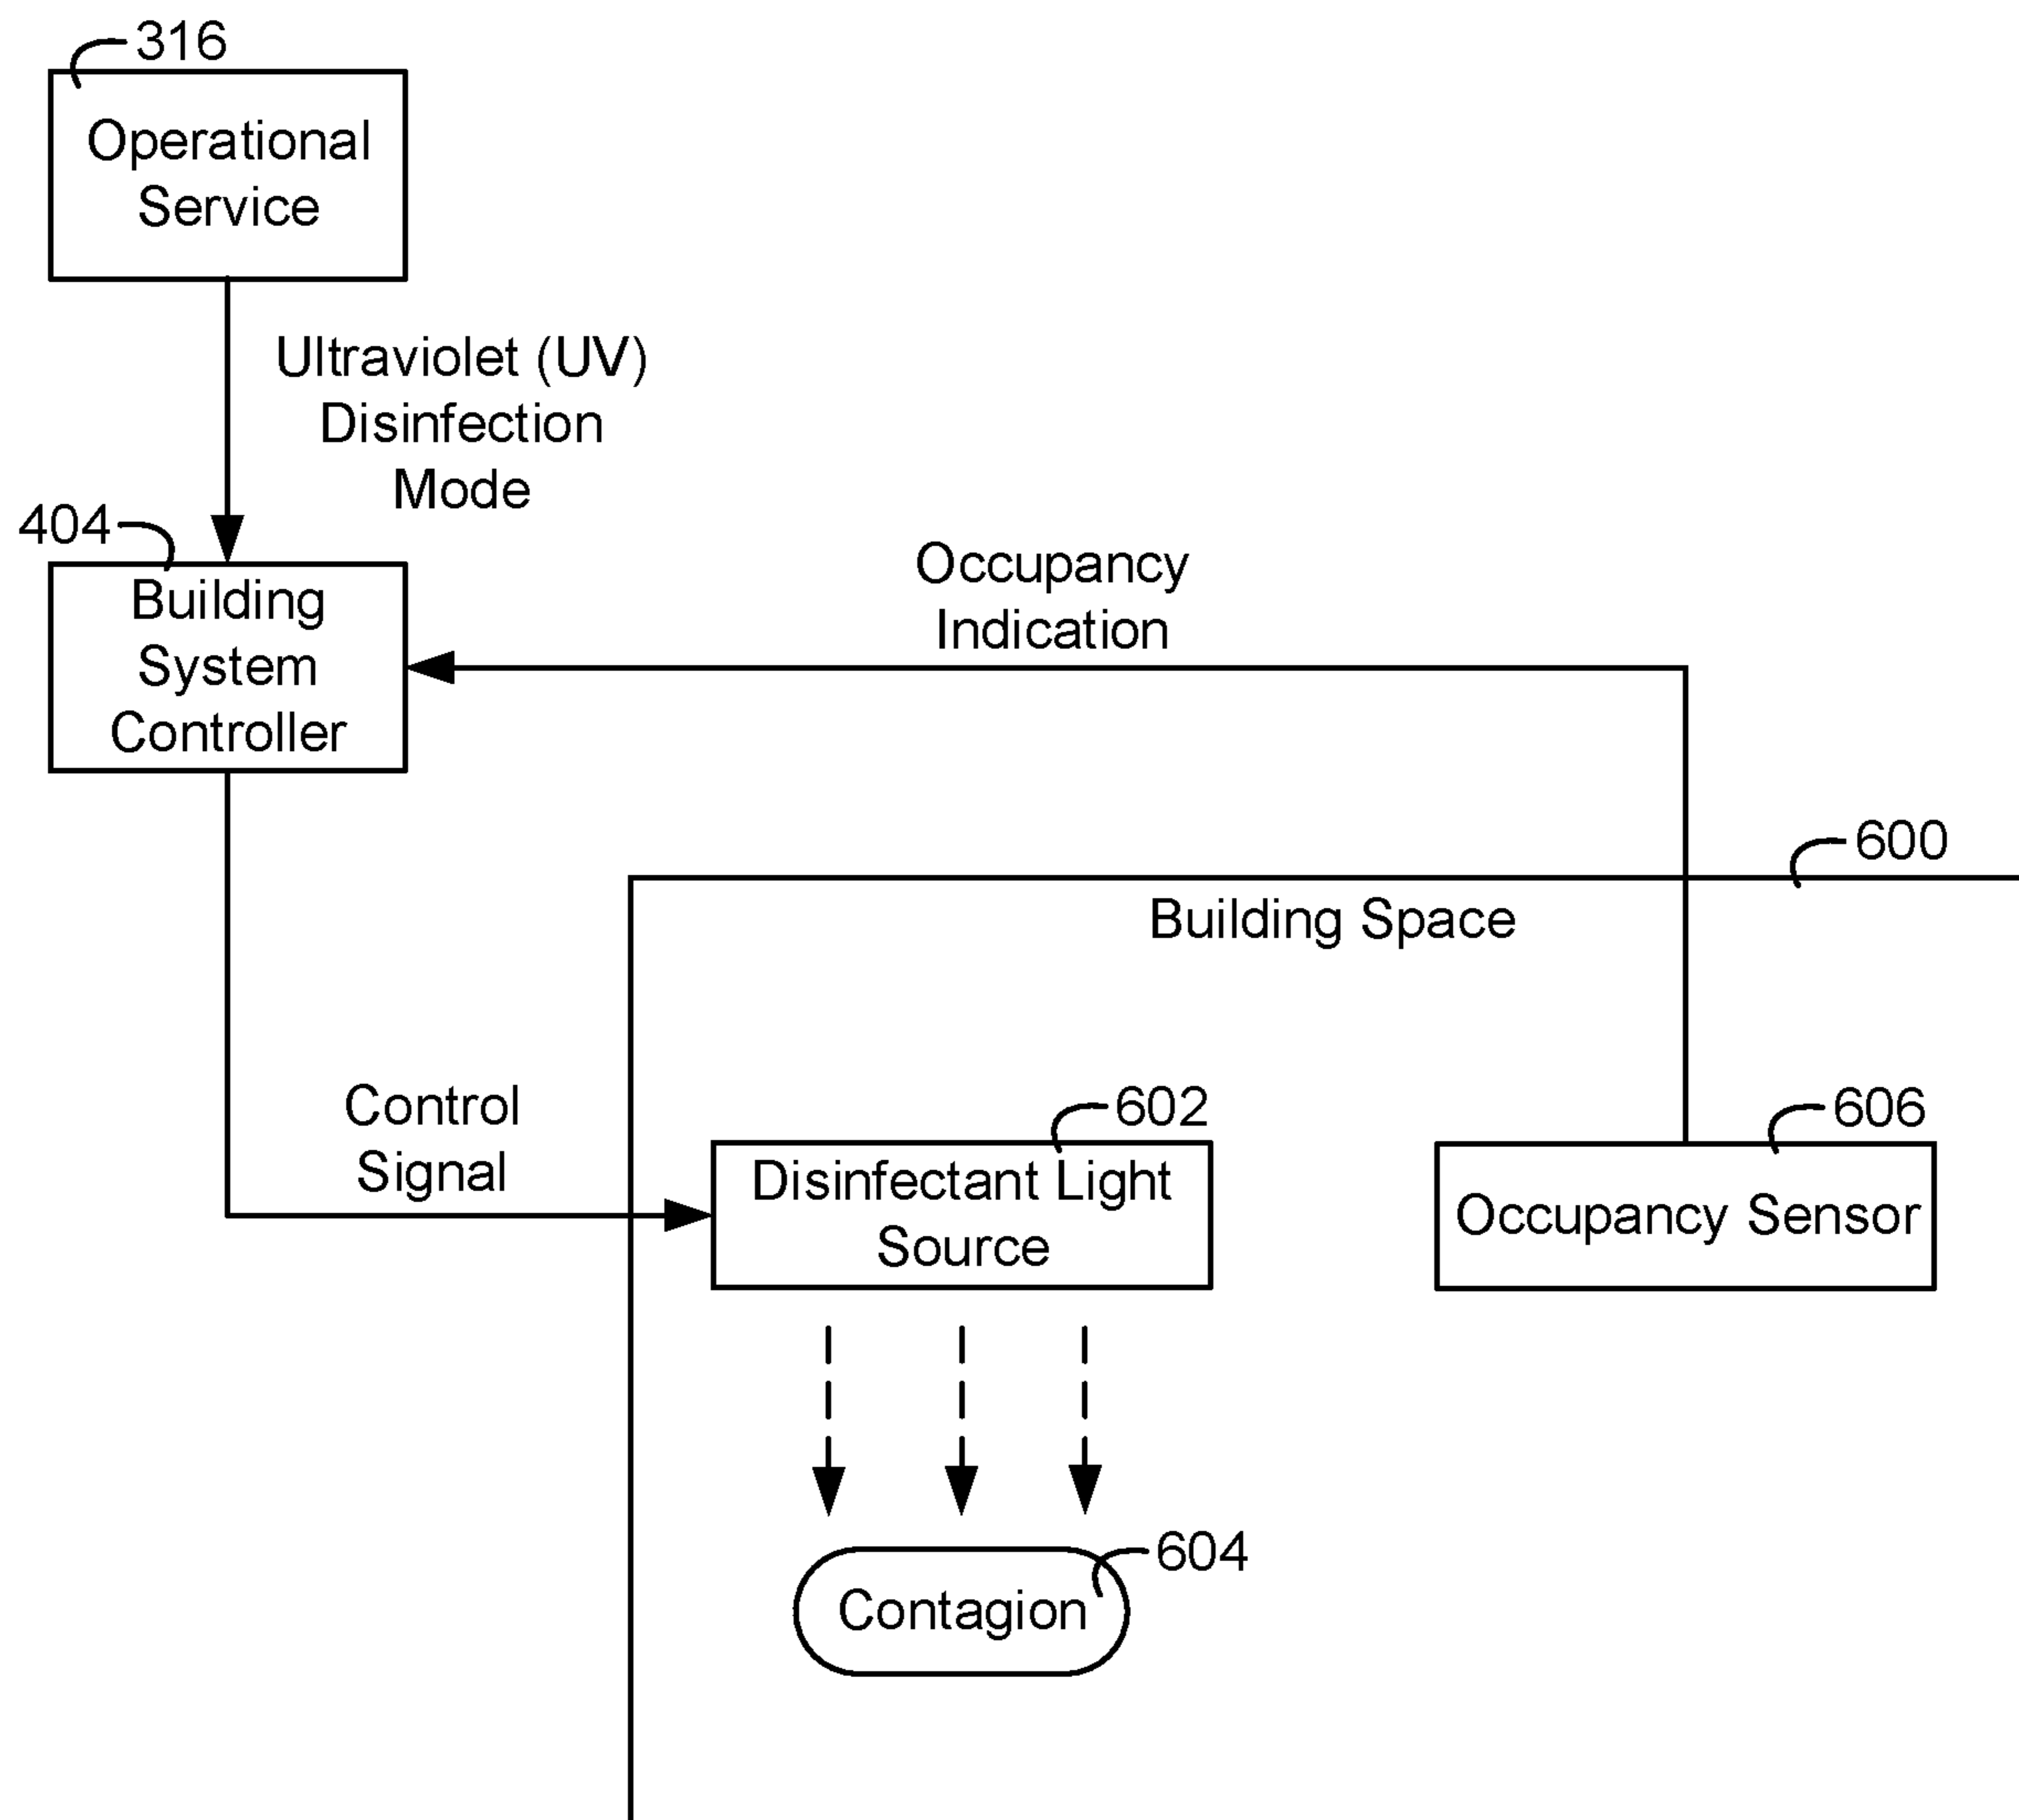 316
Operational
Service
Ultraviolet (UV)
Disinfection
Mode
404
Building
System
Controller
Occupancy
Indication
600
Building Space
Control
Signal
602
Disinfectant Light
Source
606
Occupancy Sensor
604
Contagion